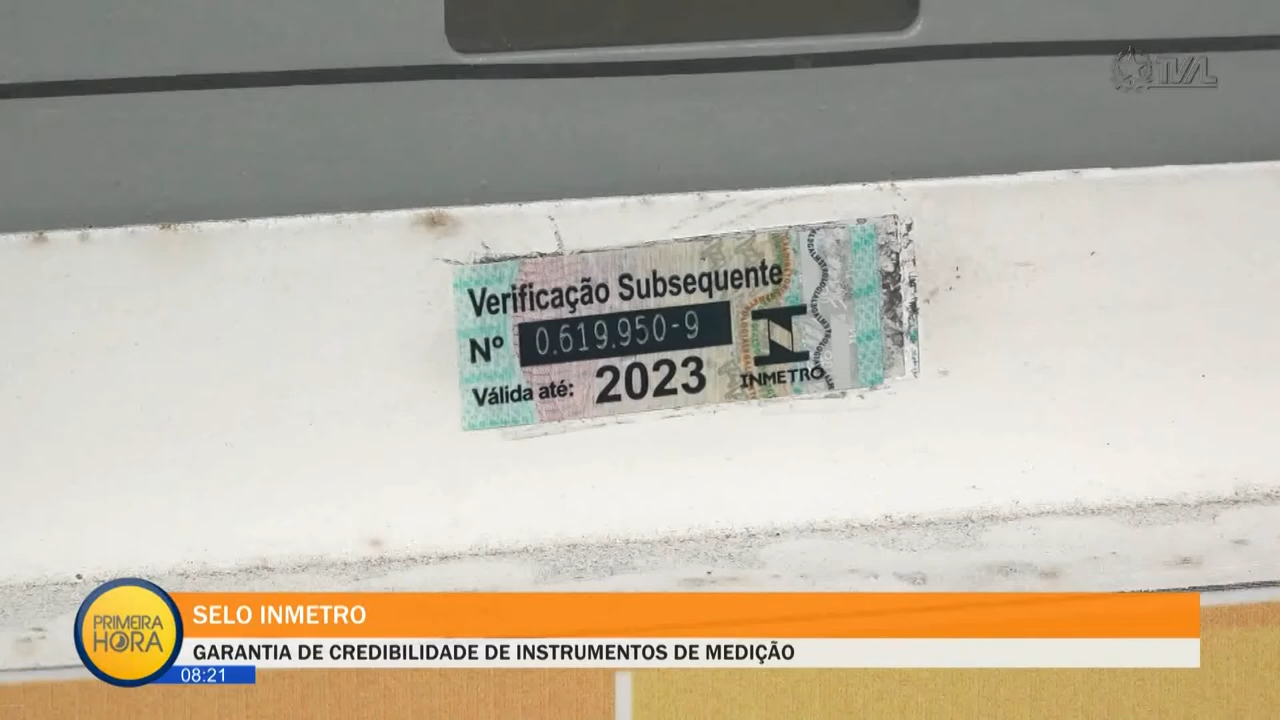 TVAL
Verificação Subsequente
Nº 0.619.950-9
Válida até: 2023
INMETRO
PRIMEIRA
HORA
SELO INMETRO
GARANTIA DE CREDIBILIDADE DE INSTRUMENTOS DE MEDIÇÃO
08:21